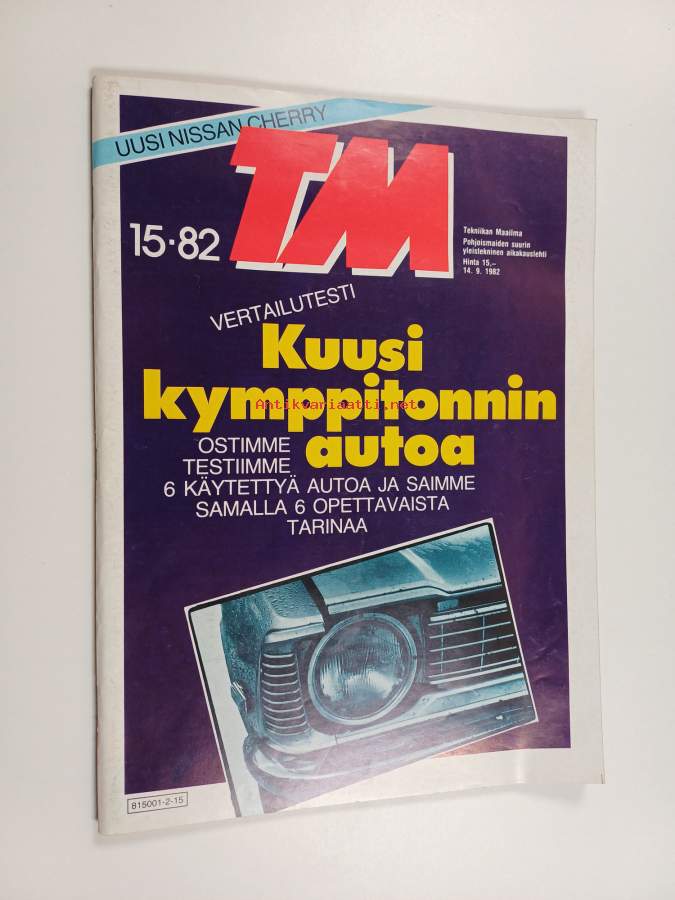 UUSI NISSAN CHERRY
TM
15·82
Tekniikan Maailma
Pohjoismaiden suurin
yleistekninen aikakauslehti
Hinta 15,–
14. 9. 1982
VERTAILUTESTI
Kuusi
kymppitonnin
Antikvariaatti.net
autoa
OSTIMME
TESTIIMME
6 KÄYTETTYÄ AUTOA JA SAIMME
SAMALLA 6 OPETTAVAISTA
TARINAA
815001-2-15